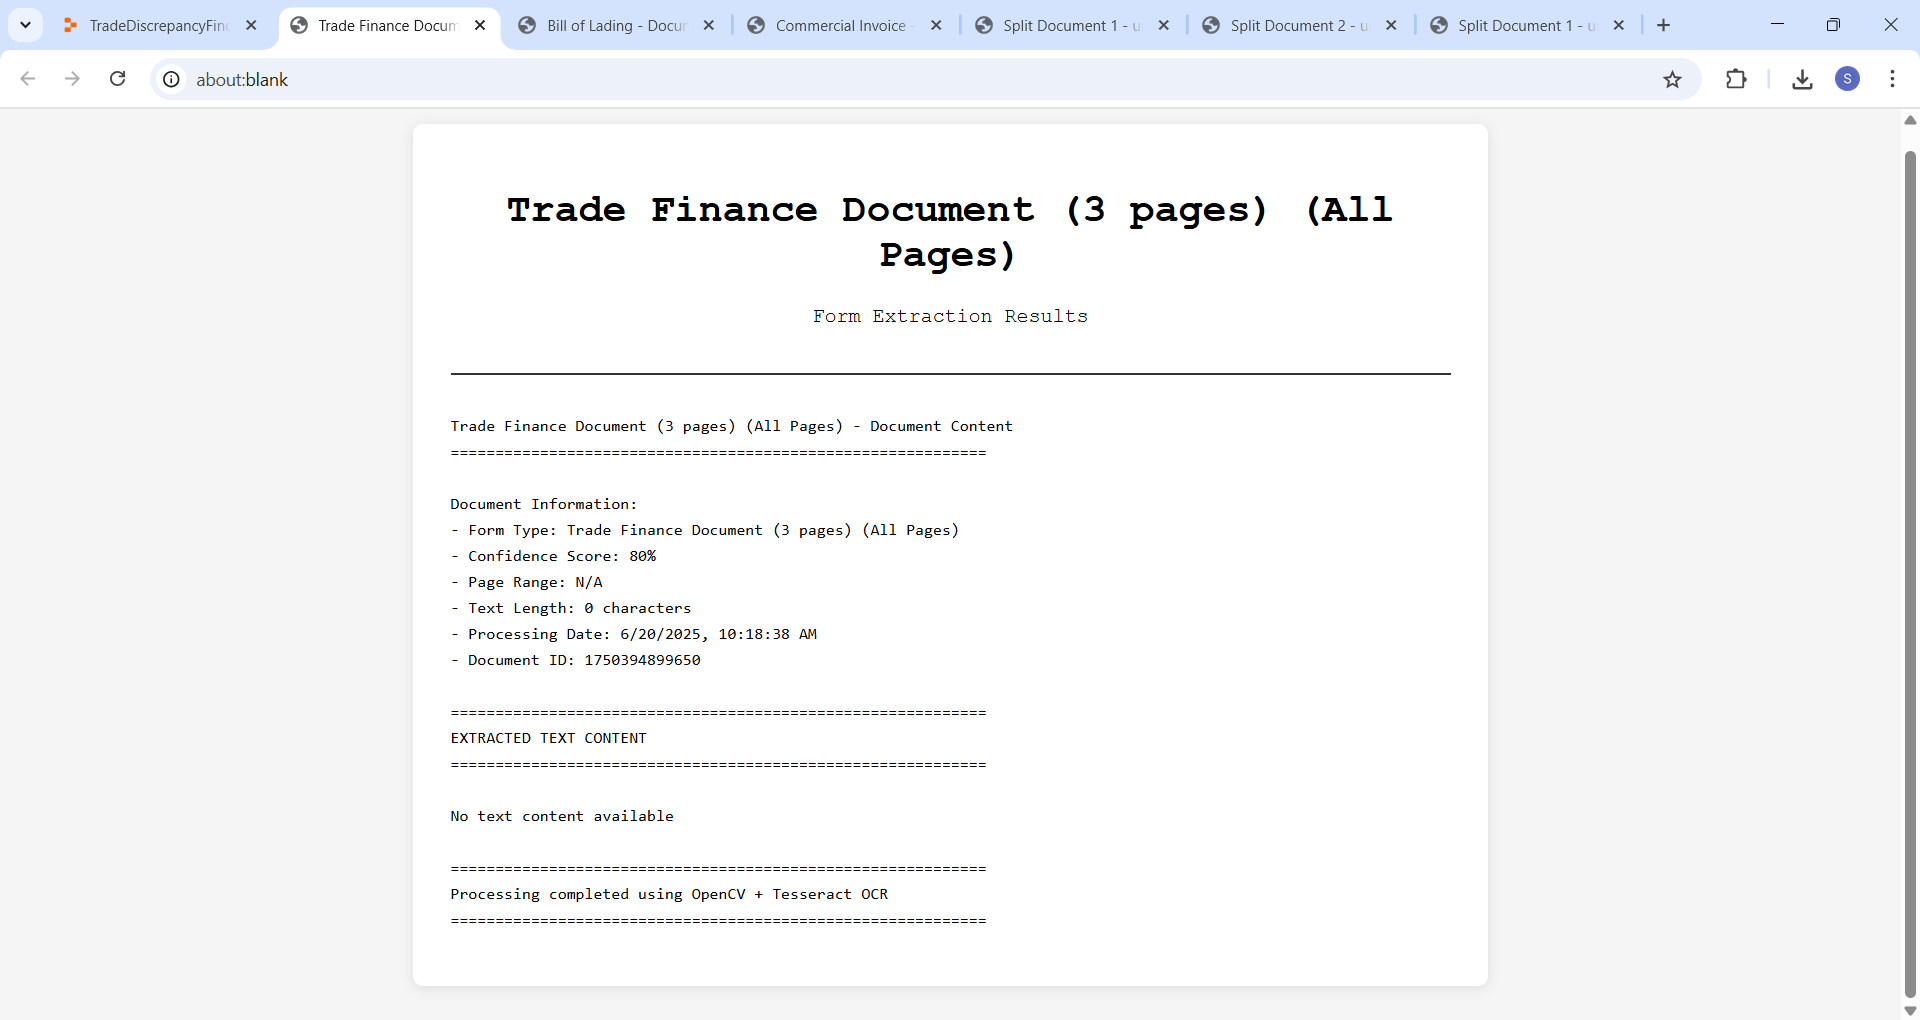 TradeDiscrepancyFin
Trade Finance Docum
Bill of Lading - Docu
Commercial Invoice -
Split Document 1 - u
Split Document 2 - u
Split Document 1 - u
about:blank
S
Trade Finance Document (3 pages) (All
Pages)
Form Extraction Results
Trade Finance Document (3 pages) (All Pages) - Document Content
============================================================
Document Information:
- Form Type: Trade Finance Document (3 pages) (All Pages)
- Confidence Score: 80%
- Page Range: N/A
- Text Length: 0 characters
- Processing Date: 6/20/2025, 10:18:38 AM
- Document ID: 1750394899650
============================================================
EXTRACTED TEXT CONTENT
============================================================
No text content available
============================================================
Processing completed using OpenCV + Tesseract OCR
============================================================